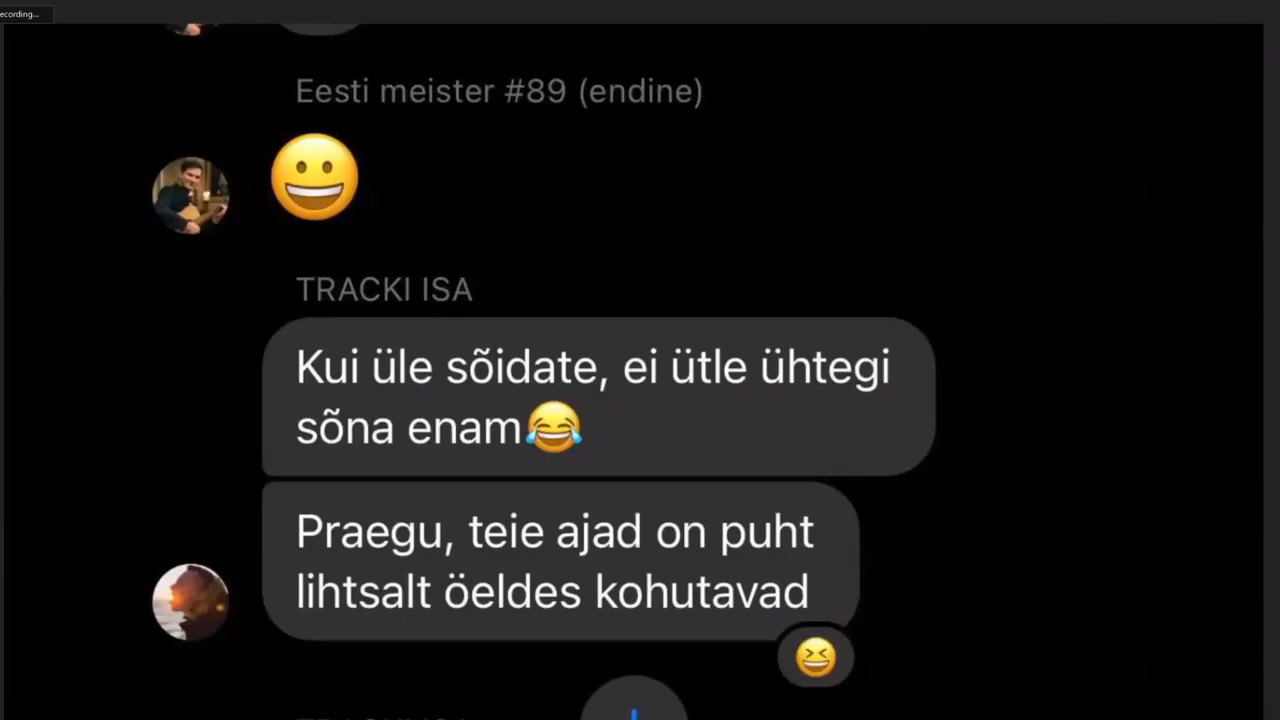 ecording...
Eesti meister #89 (endine)
TRACKI ISA
Kui üle sõidate, ei ütle ühtegi
sõna enam😂
Praegu, teie ajad on puht
lihtsalt öeldes kohutavad